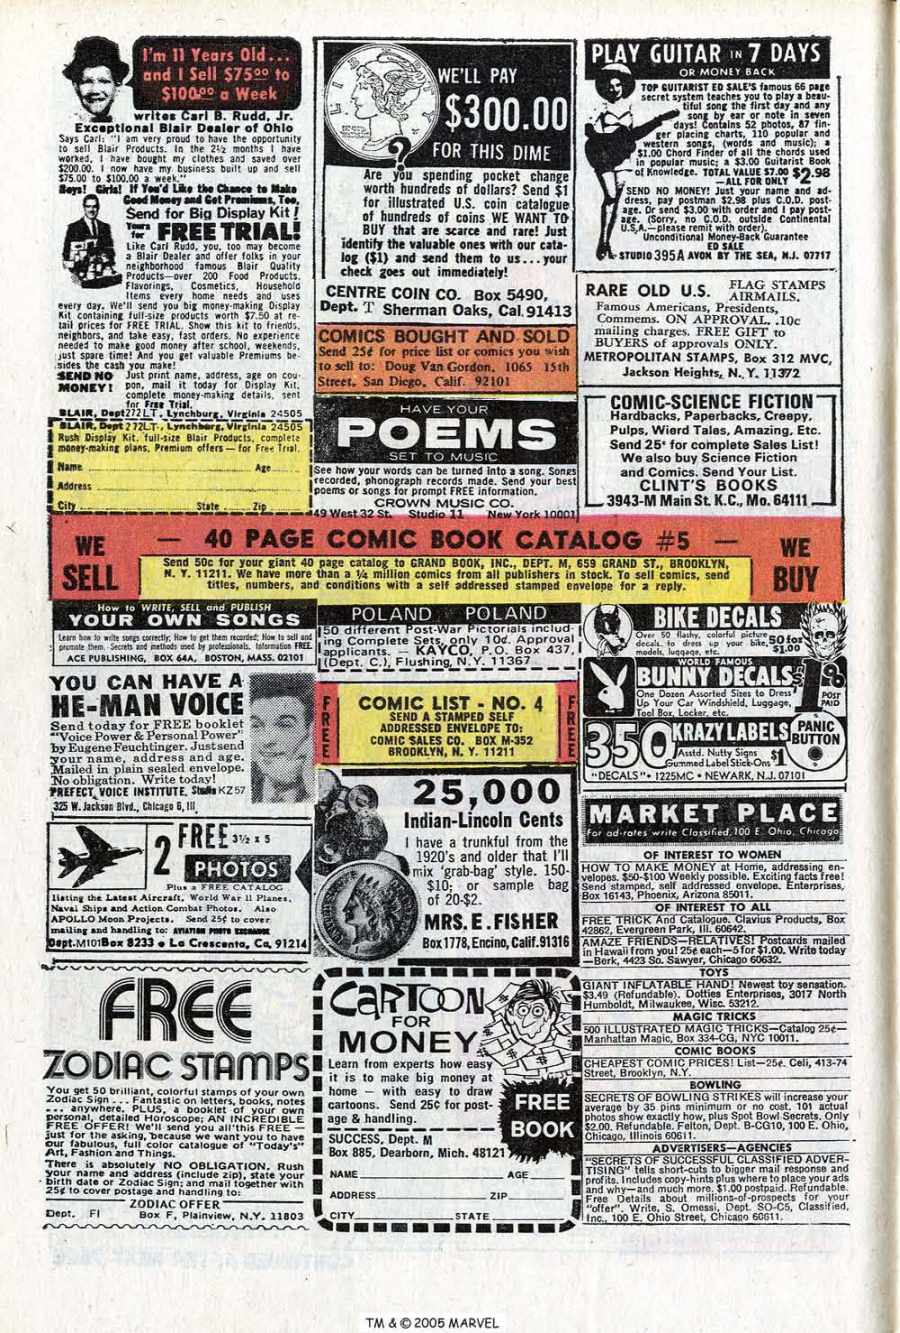 I'm 11 Years Old...
and I Sell $75.00 to
$100.00 a Week
writes Carl B. Rudd, Jr.
Exceptional Blair Dealer of Ohio
Says Carl: "I am very proud to have the opportunity
to sell Blair Products. In the 2½ months I have
worked, I have bought my clothes and saved over
$200.00. I now have my business built up and sell
$75.00 to $100.00 a week."
Boys! Girls! If You'd Like the Chance to Make
Good Money and Get Premiums, Too,
Send for Big Display Kit!
Yours for FREE TRIAL!
Like Carl Rudd, you, too may become
a Blair Dealer and offer folks in your
neighborhood famous Blair Quality
Products—over 200 Food Products,
Flavorings, Cosmetics, Household
Items every home needs and uses
every day. We'll send you big money-making Display
Kit containing full-size products worth $7.50 at re-
tail prices for FREE TRIAL. Show this kit to friends,
neighbors, and take easy, fast orders. No experience
needed to make good money after school, weekends,
just spare time! And you get valuable Premiums be-
sides the cash you make!
SEND NO MONEY!
Just print name, address, age on cou-
pon, mail it today for Display Kit,
complete money-making details, sent
for Free Trial.
BLAIR, Dept 272LT, Lynchburg, Virginia 24505
BLAIR, Dept 272LT, Lynchburg, Virginia 24505
Rush Display Kit, full-size Blair Products, complete
money-making plans, Premium offers — for Free Trial.
Name Age
Address
City State Zip
WE'LL PAY
$300.00
FOR THIS DIME
?
Are you spending pocket change
worth hundreds of dollars? Send $1
for illustrated U.S. coin catalogue
of hundreds of coins WE WANT TO
BUY that are scarce and rare! Just
identify the valuable ones with our cata-
log ($1) and send them to us...your
check goes out immediately!
CENTRE COIN CO. Box 5490,
Dept. T Sherman Oaks, Cal. 91413
COMICS BOUGHT AND SOLD
Send 25¢ for price list or comics you wish
to sell to: Doug Van Gordon, 1065 15th
Street, San Diego, Calif. 92101
HAVE YOUR
POEMS
SET TO MUSIC
See how your words can be turned into a song. Songs
recorded, phonograph records made. Send your best
poems or songs for prompt FREE information.
CROWN MUSIC CO.
49 West 32 St. Studio 11 New York 10001
PLAY GUITAR IN 7 DAYS
OR MONEY BACK
TOP GUITARIST ED SALE'S famous 66 page
secret system teaches you to play a beau-
tiful song the first day and any
song by ear or note in seven
days! Contains 52 photos, 87 fin-
ger placing charts, 110 popular and
western songs, (words and music); a
$1.00 Chord Finder of all the chords used
in popular music; a $3.00 Guitarist Book
of Knowledge. TOTAL VALUE $7.00
—ALL FOR ONLY $2.98
SEND NO MONEY! Just your name and ad-
dress, pay postman $2.98 plus C.O.D. post-
age. Or send $3.00 with order and I pay post-
age. (Sorry, no C.O.D. outside Continental
U.S.A.—please remit with order).
Unconditional Money-Back Guarantee
ED SALE
STUDIO 395A AVON BY THE SEA, N.J. 07717
RARE OLD U.S. FLAG STAMPS
AIRMAILS.
Famous Americans, Presidents,
Commems. ON APPROVAL. .10c
mailing charges. FREE GIFT to
BUYERS of approvals ONLY.
METROPOLITAN STAMPS, Box 312 MVC,
Jackson Heights, N.Y. 11372
COMIC-SCIENCE FICTION
Hardbacks, Paperbacks, Creepy,
Pulps, Wierd Tales, Amazing, Etc.
Send 25¢ for complete Sales List!
We also buy Science Fiction
and Comics. Send Your List.
CLINT'S BOOKS
3943-M Main St. K.C., Mo. 64111
WE SELL
— 40 PAGE COMIC BOOK CATALOG #5 —
Send 50c for your giant 40 page catalog to GRAND BOOK, INC., DEPT. M, 659 GRAND ST., BROOKLYN,
N. Y. 11211. We have more than a ¼ million comics from all publishers in stock. To sell comics, send
titles, numbers, and conditions with a self addressed stamped envelope for a reply.
WE BUY
How to WRITE, SELL and PUBLISH
YOUR OWN SONGS
Learn how to write songs correctly; How to get them recorded; How to sell and
promote them. Secrets and methods used by professionals. Information FREE.
ACE PUBLISHING, BOX 64A, BOSTON, MASS. 02101
YOU CAN HAVE A
HE-MAN VOICE
Send today for FREE booklet
"Voice Power & Personal Power"
by Eugene Feuchtinger. Just send
your name, address and age.
Mailed in plain sealed envelope.
No obligation. Write today!
PREFECT VOICE INSTITUTE, Studio KZ57
325 W. Jackson Blvd., Chicago 6, Ill
2 FREE 3½ x 5
PHOTOS
Plus a FREE CATALOG
listing the Latest Aircraft, World War II Planes,
Naval Ships and Action Combat Photos. Also
APOLLO Moon Projects. Send 25¢ to cover
mailing and handling to: AVIATION PHOTO EXCHANGE
Dept.M101 Box 8233 • La Crescenta, Ca, 91214
FREE
ZODIAC STAMPS
You get 50 brilliant, colorful stamps of your own
Zodiac Sign . . . Fantastic on letters, books, notes
... anywhere. PLUS, a booklet of your own
personal, detailed Horoscope; AN INCREDIBLE
FREE OFFER! We'll send you all this FREE —
just for the asking, because we want you to have
our fabulous, full color catalogue of "Today's"
Art, Fashion and Things.
There is absolutely NO OBLIGATION. Rush
your name and address (include zip), state your
birth date or Zodiac Sign; and mail together with
25¢ to cover postage and handling to:
ZODIAC OFFER
Dept. FI Box F, Plainview, N.Y. 11803
POLAND POLAND
50 different Post-War Pictorials includ-
ing Complete Sets, only 1¢. Approval
applicants. — KAYCO, P.O. Box 437,
(Dept. C.), Flushing, N.Y. 11367
FREE
COMIC LIST - NO. 4
SEND A STAMPED SELF
ADDRESSED ENVELOPE TO:
COMIC SALES CO. BOX M-352
BROOKLYN, N. Y. 11211
FREE
25,000
Indian-Lincoln Cents
I have a trunkful from the
1920's and older that I'll
mix 'grab-bag' style. 150-
$10; or sample bag
of 20-$2.
MRS. E. FISHER
Box 1778, Encino, Calif. 91316
CARTOON
FOR
MONEY
Learn from experts how easy
it is to make big money at
home — with easy to draw
cartoons. Send 25¢ for post-
age & handling.
FREE
BOOK
SUCCESS, Dept. M
Box 885, Dearborn, Mich. 48121
NAME AGE
ADDRESS ZIP
CITY STATE
BIKE DECALS
Over 50 flashy, colorful picture
decals to dress up your bike,
models, luggage, etc.
50 for $1.00
WORLD FAMOUS
BUNNY DECALS
One Dozen Assorted Sizes to Dress
Up Your Car Windshield, Luggage,
Tool Box, Locker, etc.
$1 POST PAID
350 KRAZY LABELS
Asstd. Nutty Signs
Gummed Label Stick-Ons $1
PANIC BUTTON
"DECALS" • 1225MC • NEWARK, N.J. 07101
MARKET PLACE
For ad-rates write Classified, 100 E. Ohio, Chicago
OF INTEREST TO WOMEN
HOW TO MAKE MONEY at Home, addressing en-
velopes. $50-$100 Weekly possible. Exciting facts free!
Send stamped, self addressed envelope. Enterprises,
Box 16143, Phoenix, Arizona 85011.
OF INTEREST TO ALL
FREE TRICK And Catalogue. Clavius Products, Box
42862, Evergreen Park, Ill. 60642.
AMAZE FRIENDS—RELATIVES! Postcards mailed
in Hawaii from you! 25¢ each—5 for $1.00. Write today
—Berk, 4423 So. Sawyer, Chicago 60632.
TOYS
GIANT INFLATABLE HAND! Newest toy sensation.
$3.49 (Refundable). Dotties Enterprises, 3017 North
Humboldt, Milwaukee, Wisc. 53212.
MAGIC TRICKS
500 ILLUSTRATED MAGIC TRICKS—Catalog 25¢—
Manhattan Magic, Box 334-CG, NYC 10011.
COMIC BOOKS
CHEAPEST COMIC PRICES! List—25¢. Celi, 413-74
Street, Brooklyn, N.Y.
BOWLING
SECRETS OF BOWLING STRIKES will increase your
average by 35 pins minimum or no cost. 101 actual
photos show exactly how, plus Spot Bowl Secrets. Only
$2.00. Refundable. Felton, Dept. B-CG10, 100 E. Ohio,
Chicago, Illinois 60611.
ADVERTISERS—AGENCIES
"SECRETS OF SUCCESSFUL CLASSIFIED ADVER-
TISING" tells short-cuts to bigger mail response and
profits. Includes copy-hints plus where to place your ads
and why—and much more. $1.00 postpaid. Refundable.
Free Details about millions-of-prospects for your
"offer". Write, S. Omessi, Dept. SO-C5, Classified,
Inc., 100 E. Ohio Street, Chicago 60611.
TM & © 2005 MARVEL